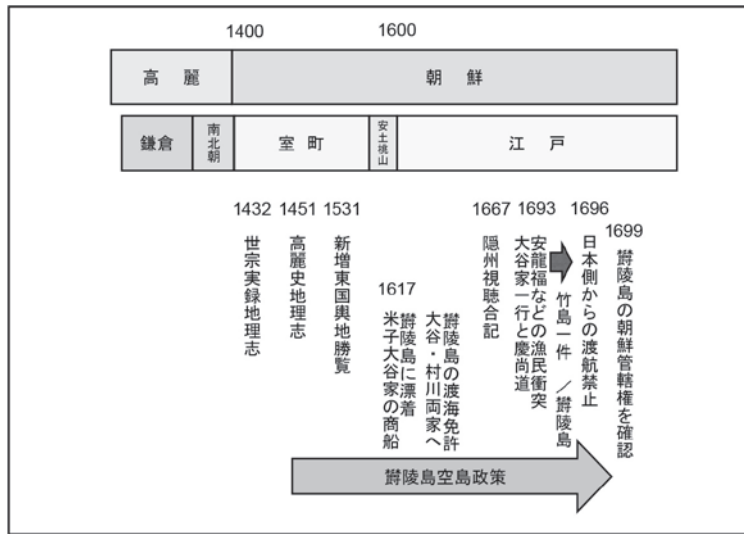 1400
1600
高麗
朝鮮
鎌倉
南北朝
室町
安土桃山
江戸
1432
世宗実録地理志
1451
高麗史地理志
1531
新増東国輿地勝覧
1617
米子大谷家の商船
欝陵島に漂着
大谷・村川両家へ
欝陵島の渡海免許
1667
隠州視聴合記
1693
安龍福などの漁民衝突
大谷家一行と慶尚道
竹島一件 /欝陵島
1696
日本側からの渡航禁止
1699
欝陵島の朝鮮管轄権を確認
欝陵島空島政策